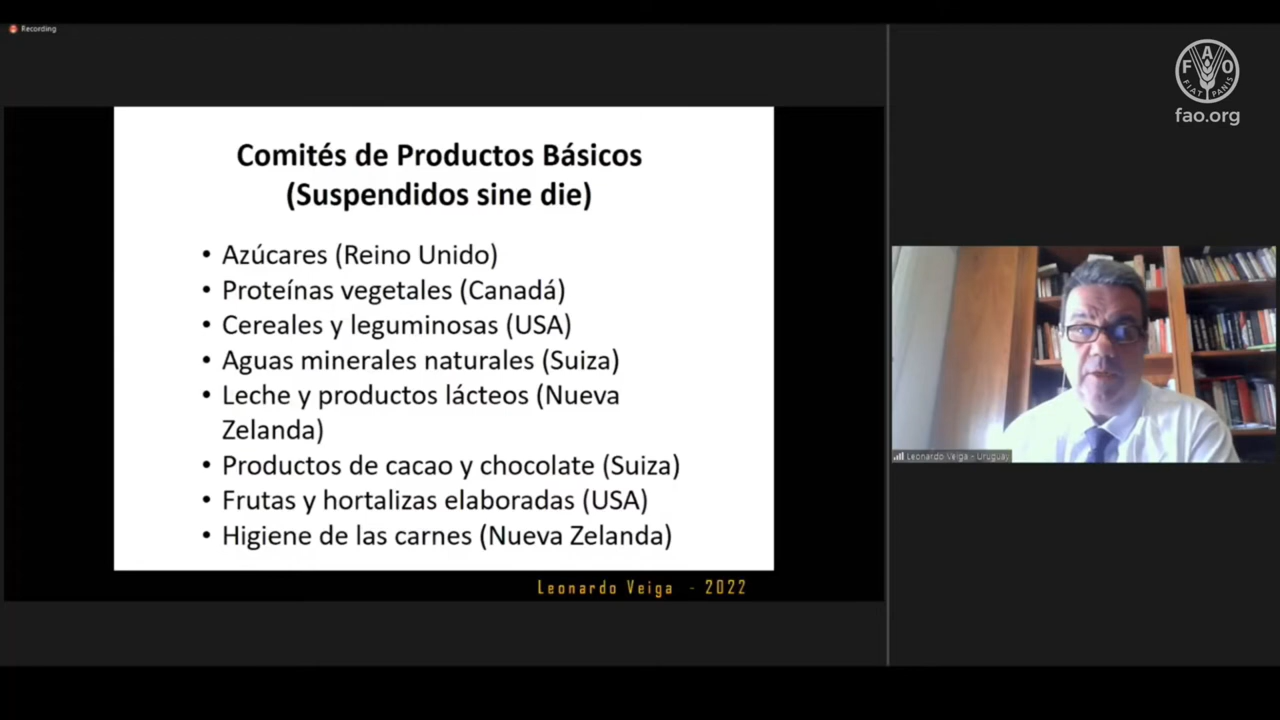 Recording
FAO
FIAT PANIS
fao.org
Comités de Productos Básicos
(Suspendidos sine die)
• Azúcares (Reino Unido)
• Proteínas vegetales (Canadá)
• Cereales y leguminosas (USA)
• Aguas minerales naturales (Suiza)
• Leche y productos lácteos (Nueva
Zelanda)
• Productos de cacao y chocolate (Suiza)
• Frutas y hortalizas elaboradas (USA)
• Higiene de las carnes (Nueva Zelanda)
Leonardo Veiga - 2022
Leonardo Veiga - Uruguay